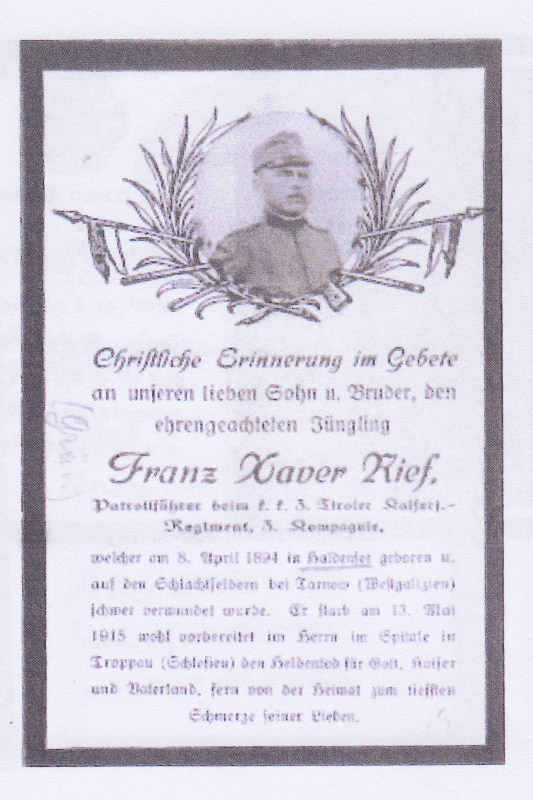 Christliche Erinnerung im Gebete
an unseren lieben Sohn u. Bruder, den
ehrengeachteten Jüngling
Franz Xaver Rief,
Patrollführer beim k. k. 3. Tiroler Kaiserj.-
Regiment, 3. Kompagnie,
welcher am 8. April 1894 in Haldensee geboren u.
auf den Schlachtfeldern bei Tarnow (Westgalizien)
schwer verwundet wurde. Er starb am 13. Mai
1915 wohl vorbereitet im Herrn im Spitale in
Troppau (Schlesien) den Heldentod für Gott, Kaiser
und Vaterland, fern von der Heimat zum tiefsten
Schmerze seiner Lieben.